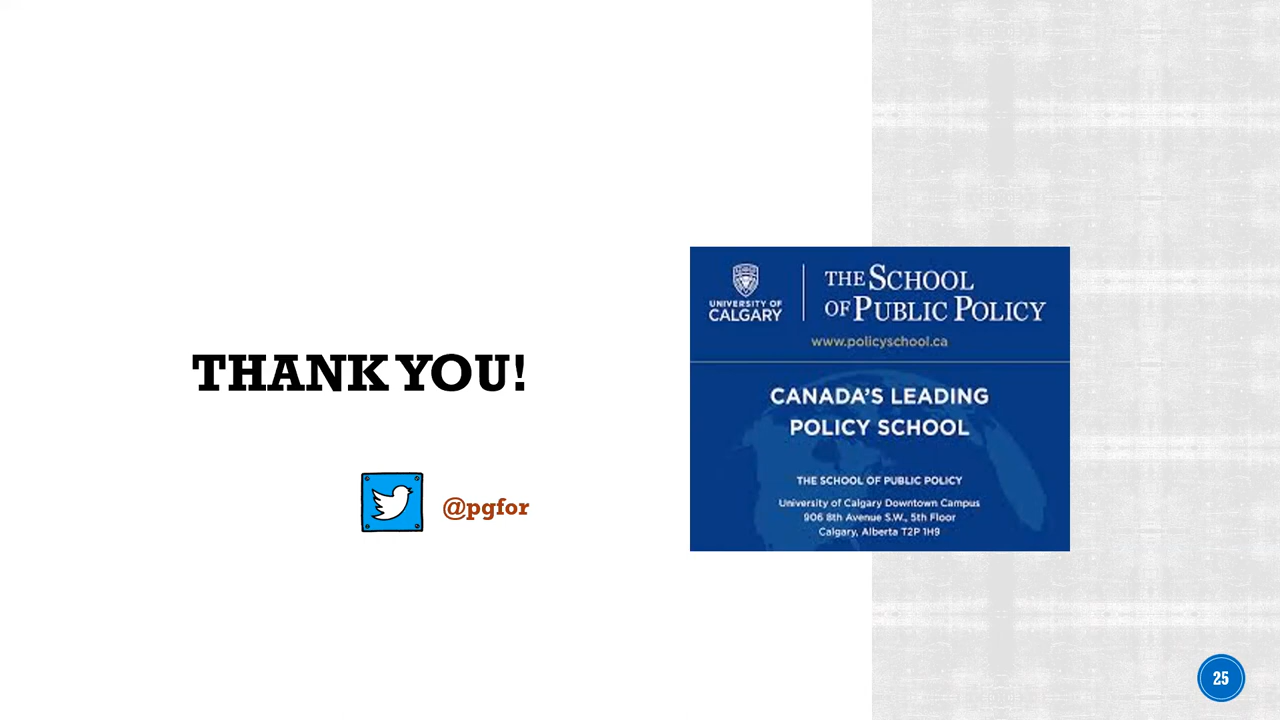 THANK YOU!
@pgfor
UNIVERSITY OF
CALGARY
THE SCHOOL
OF PUBLIC POLICY
www.policyschool.ca
CANADA'S LEADING
POLICY SCHOOL
THE SCHOOL OF PUBLIC POLICY
University of Calgary Downtown Campus
906 8th Avenue S.W., 5th Floor
Calgary, Alberta T2P 1H9
25